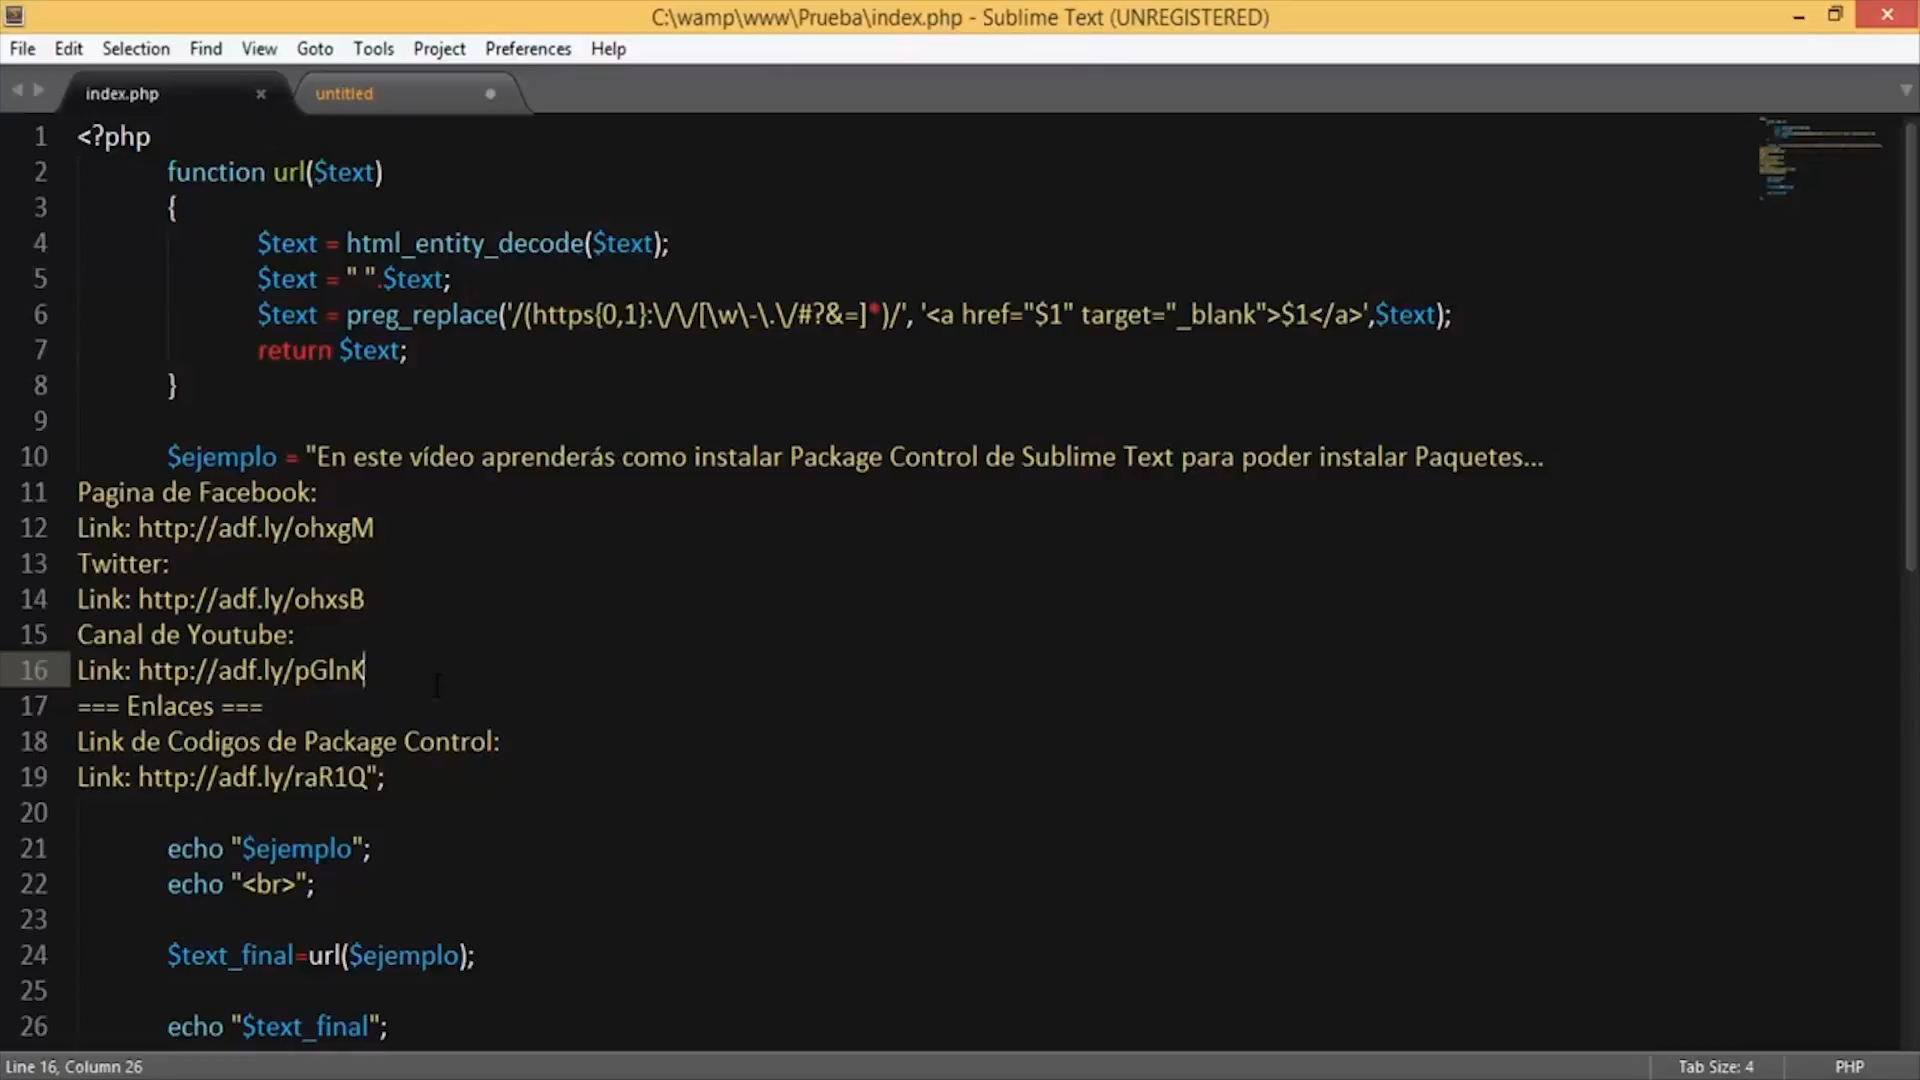 C:\wamp\www\Prueba\index.php - Sublime Text (UNREGISTERED)
File Edit Selection Find View Goto Tools Project Preferences Help
index.php untitled
1 <?php
2 function url($text)
3 {
4 $text = html_entity_decode($text);
5 $text = " ".$text;
6 $text = preg_replace('/(https{0,1}:\/\/[\w\-\.\/#?&=]*)/', '<a href="$1" target="_blank">$1</a>',$text);
7 return $text;
8 }
9
10 $ejemplo = "En este vídeo aprenderás como instalar Package Control de Sublime Text para poder instalar Paquetes...
11 Pagina de Facebook:
12 Link: http://adf.ly/ohxgM
13 Twitter:
14 Link: http://adf.ly/ohxsB
15 Canal de Youtube:
16 Link: http://adf.ly/pGlnK
17 === Enlaces ===
18 Link de Codigos de Package Control:
19 Link: http://adf.ly/raR1Q";
20
21 echo "$ejemplo";
22 echo "<br>";
23
24 $text_final=url($ejemplo);
25
26 echo "$text_final";
Line 16, Column 26 Tab Size: 4 PHP